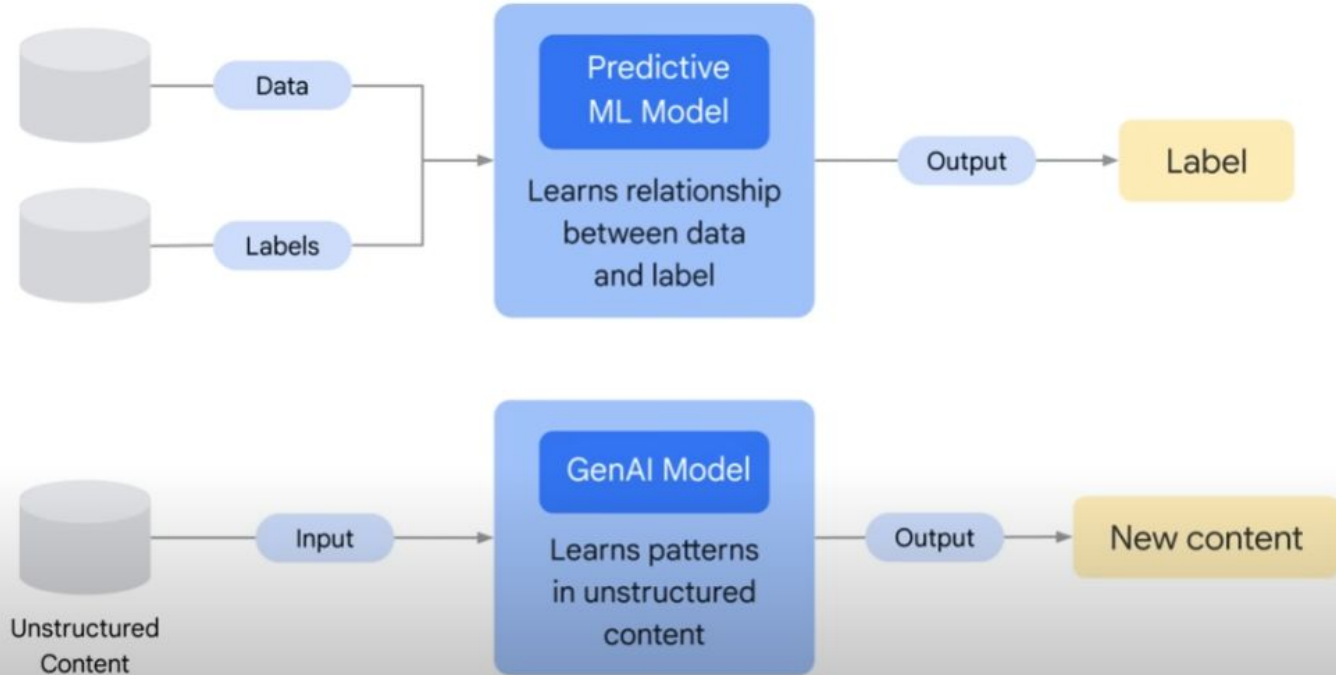 Data
Labels
Predictive
ML Model
Learns relationship
between data
and label
Output
Label
Unstructured
Content
Input
GenAI Model
Learns patterns
in unstructured
content
Output
New content